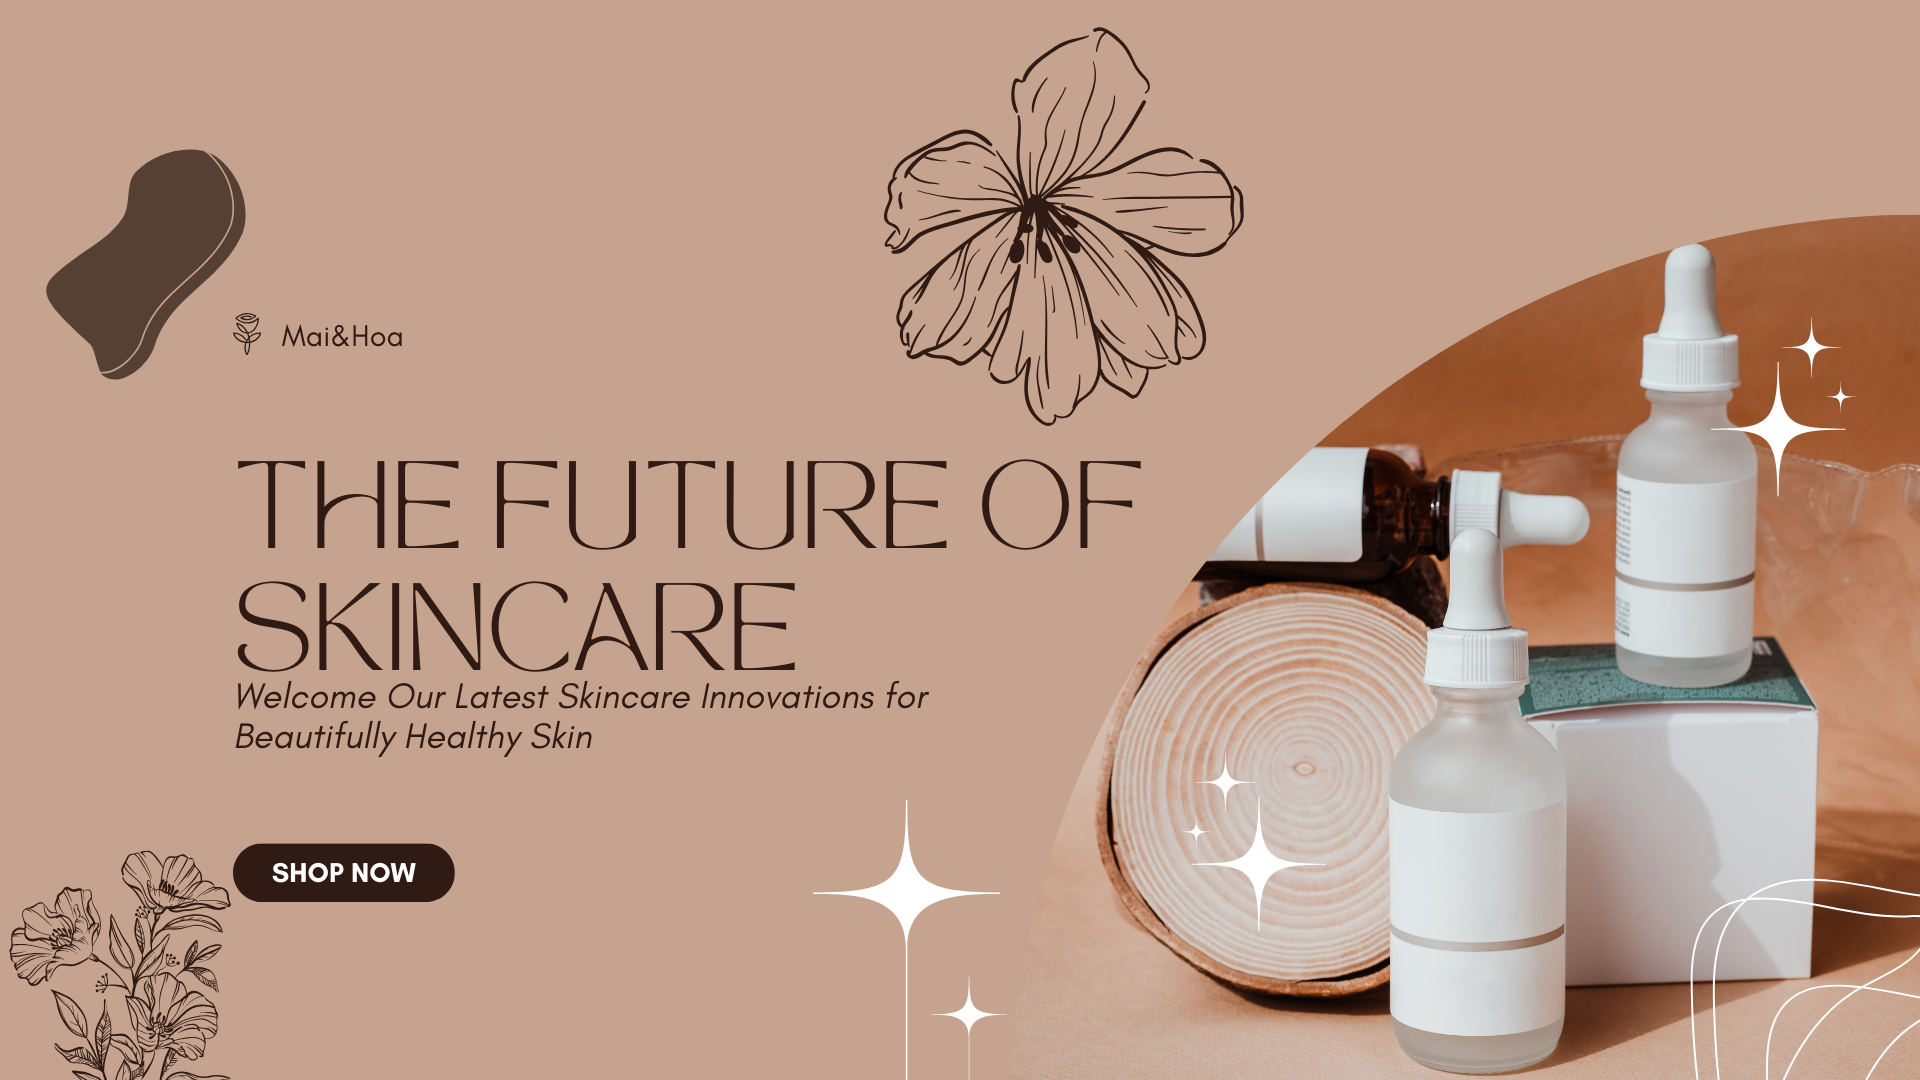 Mai&Hoa
THE FUTURE OF
SKINCARE
Welcome Our Latest Skincare Innovations for
Beautifully Healthy Skin
SHOP NOW